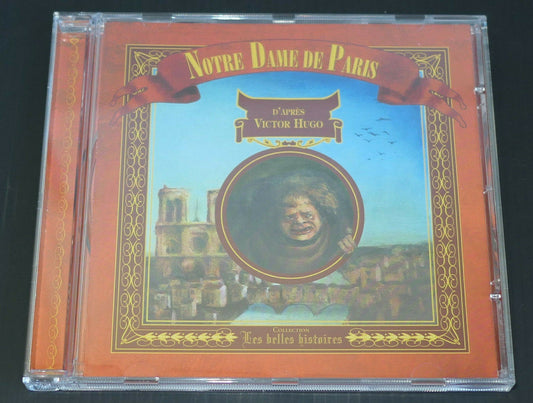 NOTRE DAME DE PARIS
D'APRÈS
VICTOR HUGO
COLLECTION
Les belles histoires